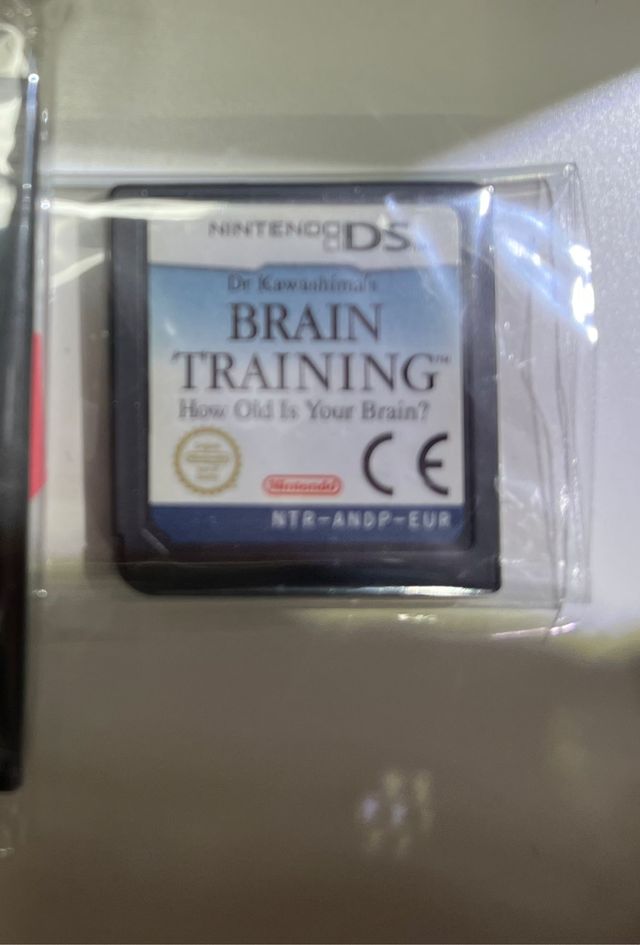 NINTENDO DS
Dr Kawashima's
BRAIN
TRAINING™
How Old Is Your Brain?
Nintendo
CE
NTR-ANDP-EUR